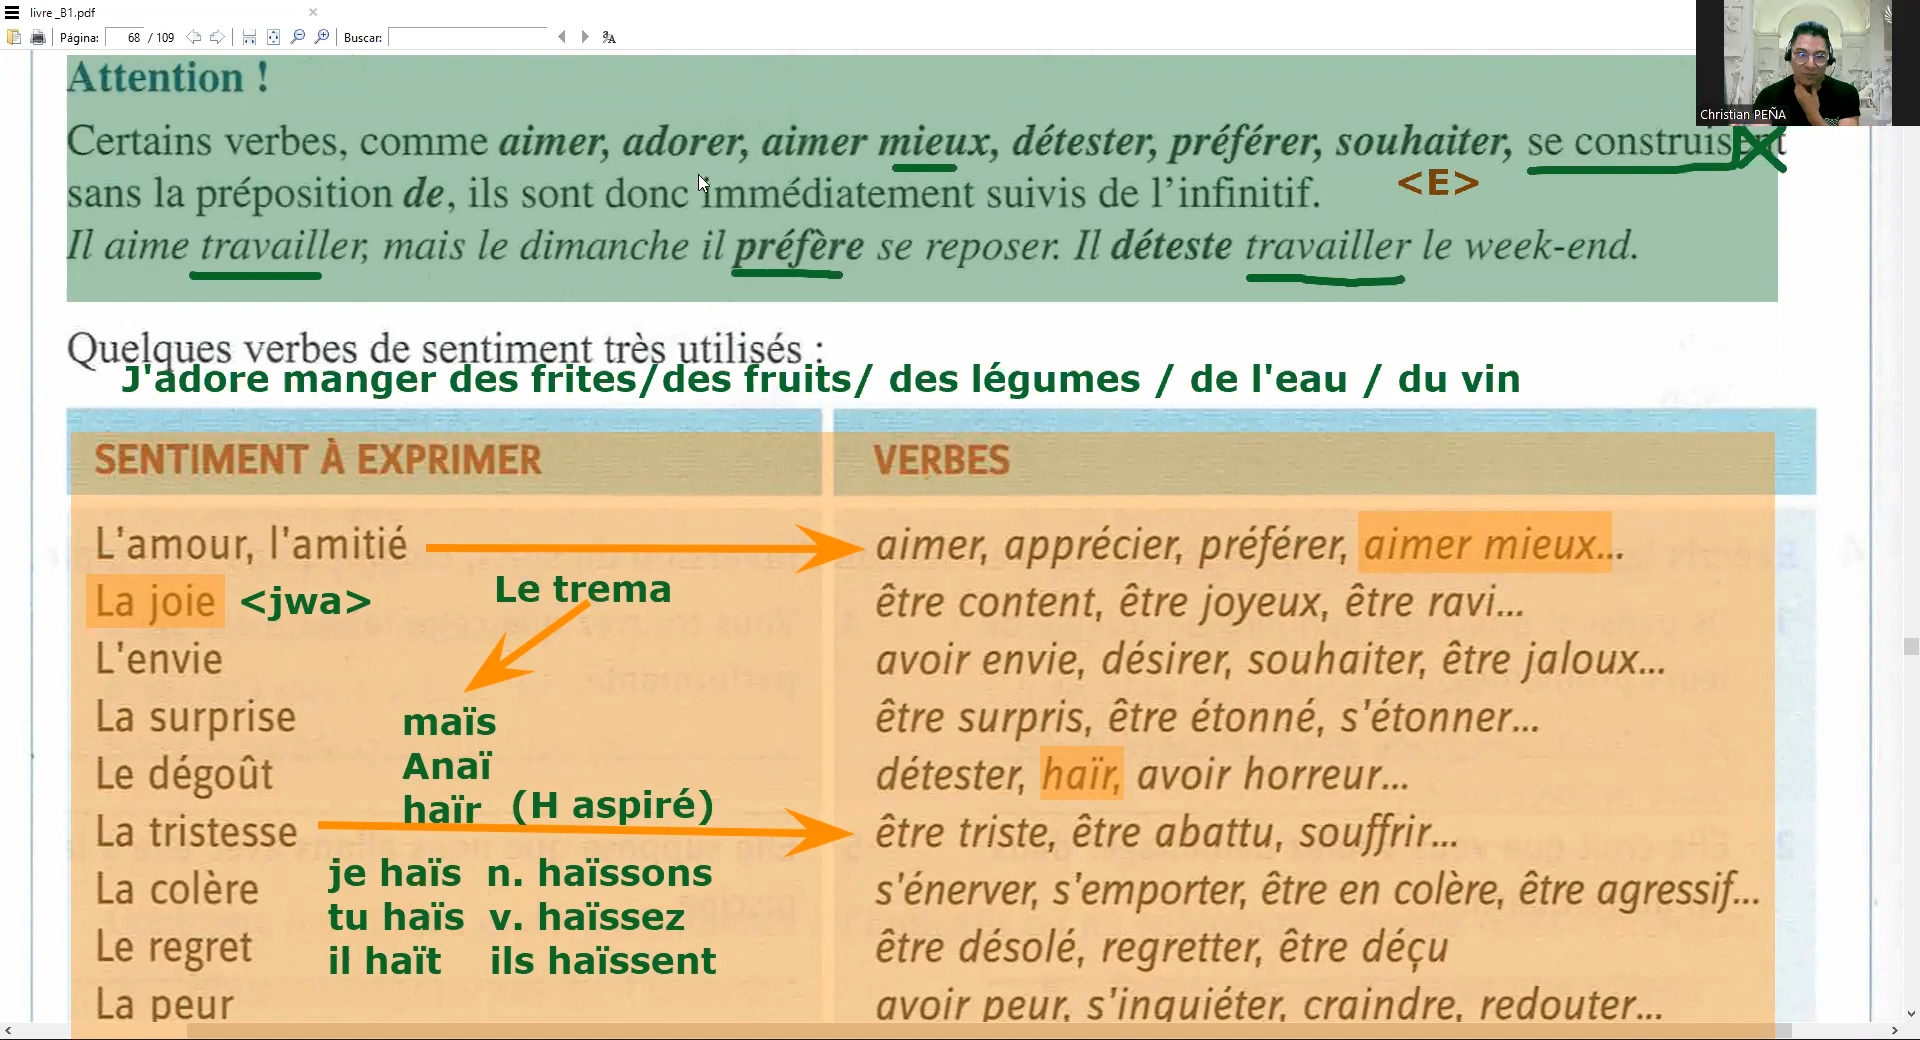 livre _B1.pdf
Página: 68 / 109 Buscar:
Christian PEÑA
Attention !
Certains verbes, comme aimer, adorer, aimer mieux, détester, préférer, souhaiter, se construisent
<E>
sans la préposition de, ils sont donc immédiatement suivis de l’infinitif.
Il aime travailler, mais le dimanche il préfère se reposer. Il déteste travailler le week-end.
Quelques verbes de sentiment très utilisés :
J'adore manger des frites/des fruits/ des légumes / de l'eau / du vin
SENTIMENT À EXPRIMER VERBES
L'amour, l'amitié aimer, apprécier, préférer, aimer mieux...
La joie <jwa> Le trema être content, être joyeux, être ravi...
L'envie avoir envie, désirer, souhaiter, être jaloux...
La surprise maïs être surpris, être étonné, s'étonner...
Anaï
Le dégoût détester, haïr, avoir horreur...
haïr (H aspiré)
La tristesse être triste, être abattu, souffrir...
je haïs n. haïssons
La colère s'énerver, s'emporter, être en colère, être agressif...
tu haïs v. haïssez
Le regret être désolé, regretter, être déçu
il haït ils haïssent
La peur avoir peur, s'inquiéter, craindre, redouter...